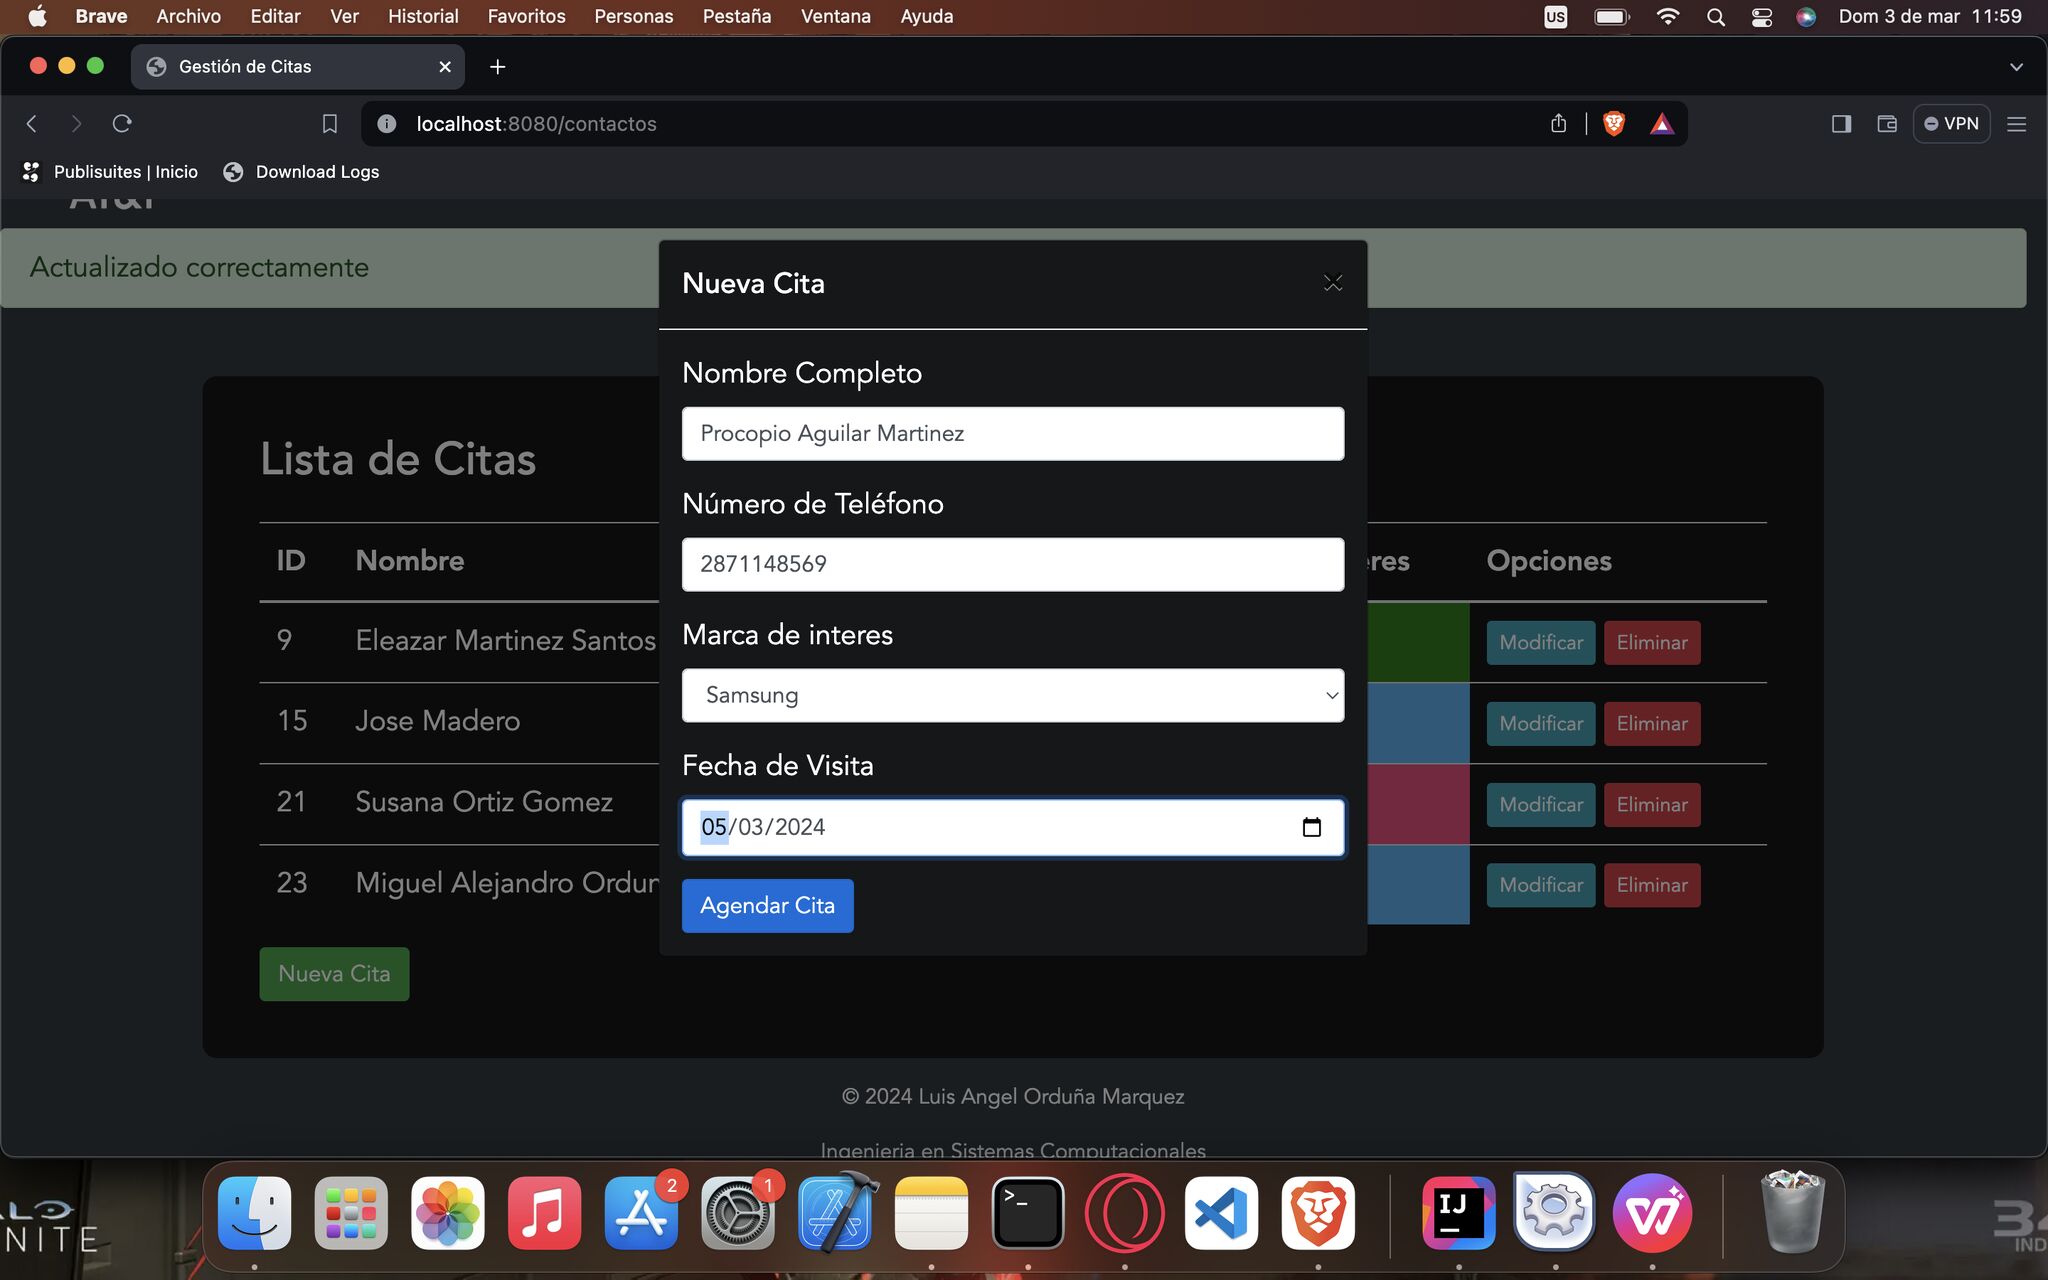 Brave Archivo Editar Ver Historial Favoritos Personas Pestaña Ventana Ayuda US Dom 3 de mar 11:59
Gestión de Citas
localhost:8080/contactos VPN
Publisuites | Inicio Download Logs
AT&T
Actualizado correctamente
Nueva Cita
Nombre Completo
Procopio Aguilar Martinez
Lista de Citas
Número de Teléfono
2871148569
ID Nombre eres Opciones
Marca de interes
9 Eleazar Martinez Santos Modificar Eliminar
Samsung
15 Jose Madero Modificar Eliminar
Fecha de Visita
21 Susana Ortiz Gomez Modificar Eliminar
05/03/2024
23 Miguel Alejandro Ordun Modificar Eliminar
Agendar Cita
Nueva Cita
© 2024 Luis Angel Orduña Marquez
Ingenieria en Sistemas Computacionales
2 1
IJ
NITE
IND